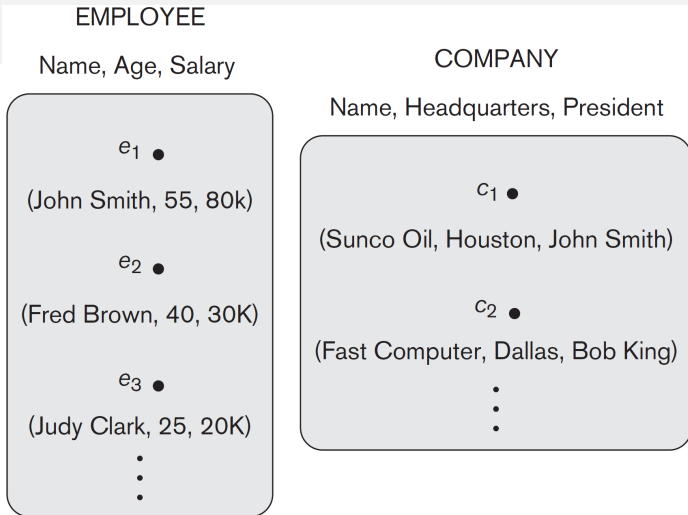 EMPLOYEE
Name, Age, Salary
e1
(John Smith, 55, 80k)
e2
(Fred Brown, 40, 30K)
e3
(Judy Clark, 25, 20K)
COMPANY
Name, Headquarters, President
c1
(Sunco Oil, Houston, John Smith)
c2
(Fast Computer, Dallas, Bob King)